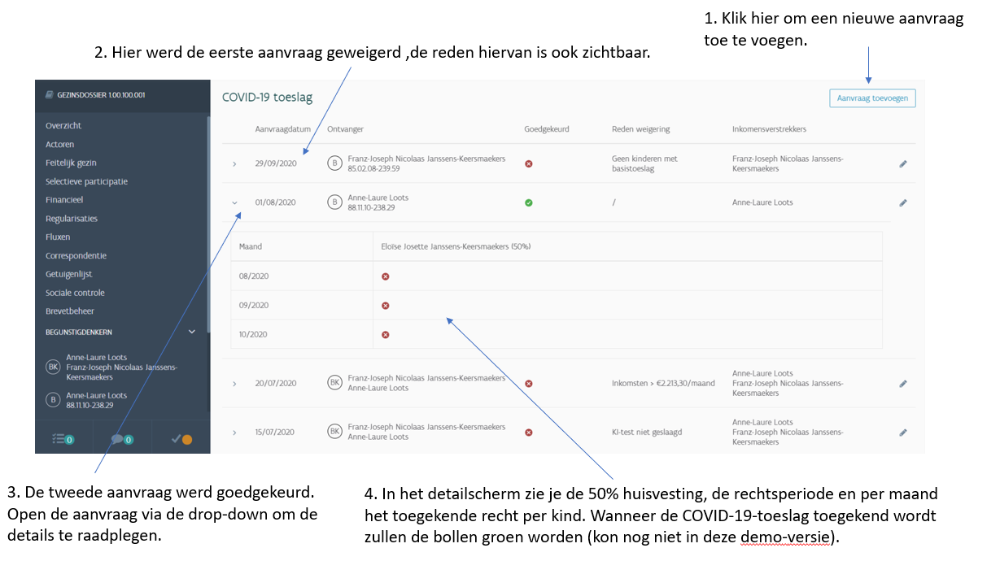 1. Klik hier om een nieuwe aanvraag
toe te voegen.
2. Hier werd de eerste aanvraag geweigerd ,de reden hiervan is ook zichtbaar.
GEZINSDOSSIER 1.00.100.001
Overzicht
Actoren
Feitelijk gezin
Selectieve participatie
Financieel
Regularisaties
Fluxen
Correspondentie
Getuigenlijst
Sociale controle
Brevetbeheer
BEGUNSTIGDENKERN
BK
Anne-Laure Loots
Franz-Joseph Nicolaas Janssens-
Keersmaekers
B
Anne-Laure Loots
88.11.10-238.29
0
0
COVID-19 toeslag
Aanvraag toevoegen
Aanvraagdatum Ontvanger Goedgekeurd Reden weigering Inkomensverstrekkers
29/09/2020
B
Franz-Joseph Nicolaas Janssens-Keersmaekers
85.02.08-239.59
Geen kinderen met
basistoeslag
Franz-Joseph Nicolaas Janssens-
Keersmaekers
01/08/2020
B
Anne-Laure Loots
88.11.10-238.29
/
Anne-Laure Loots
Maand Eloïse Josette Janssens-Keersmaekers (50%)
08/2020
09/2020
10/2020
20/07/2020
BK
Franz-Joseph Nicolaas Janssens-Keersmaekers
Anne-Laure Loots
Inkomsten > €2.213,30/maand
Anne-Laure Loots
Franz-Joseph Nicolaas Janssens-
Keersmaekers
15/07/2020
BK
Franz-Joseph Nicolaas Janssens-Keersmaekers
Anne-Laure Loots
KI-test niet geslaagd
Anne-Laure Loots
Franz-Joseph Nicolaas Janssens-
Keersmaekers
3. De tweede aanvraag werd goedgekeurd.
Open de aanvraag via de drop-down om de
details te raadplegen.
4. In het detailscherm zie je de 50% huisvesting, de rechtsperiode en per maand
het toegekende recht per kind. Wanneer de COVID-19-toeslag toegekend wordt
zullen de bollen groen worden (kon nog niet in deze demo-versie).